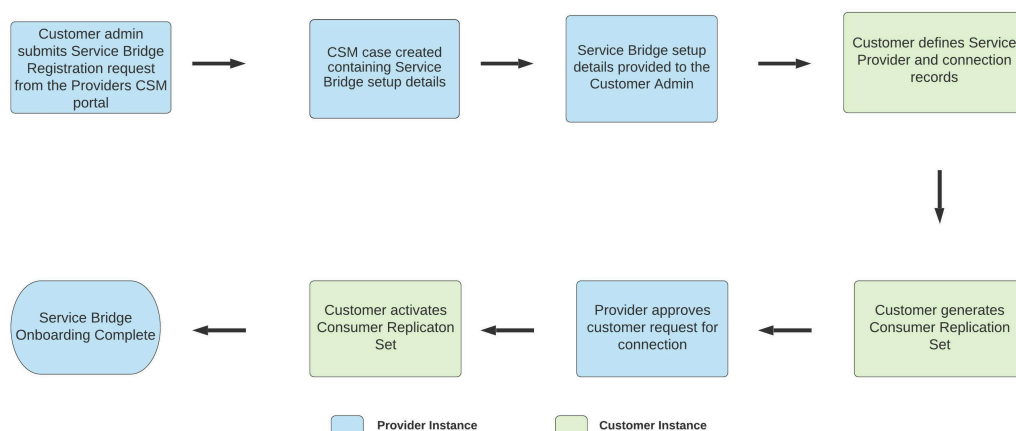 Customer admin
submits Service Bridge
Registration request
from the Providers CSM
portal
CSM case created
containing Service
Bridge setup details
Service Bridge setup
details provided to the
Customer Admin
Customer defines Service
Provider and connection
records
Customer generates
Consumer Replication
Set
Provider approves
customer request for
connection
Customer activates
Consumer Replicaton
Set
Service Bridge
Onboarding Complete
Provider Instance
Customer Instance